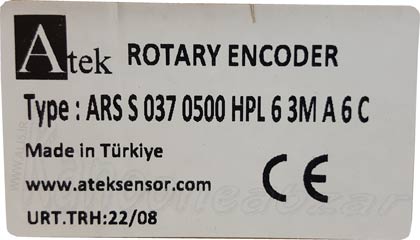 Atek ROTARY ENCODER
Type : ARS S 037 0500 HPL 6 3M A 6 C
Made in Türkiye
www.ateksensor.com
CE
URT.TRH:22/08